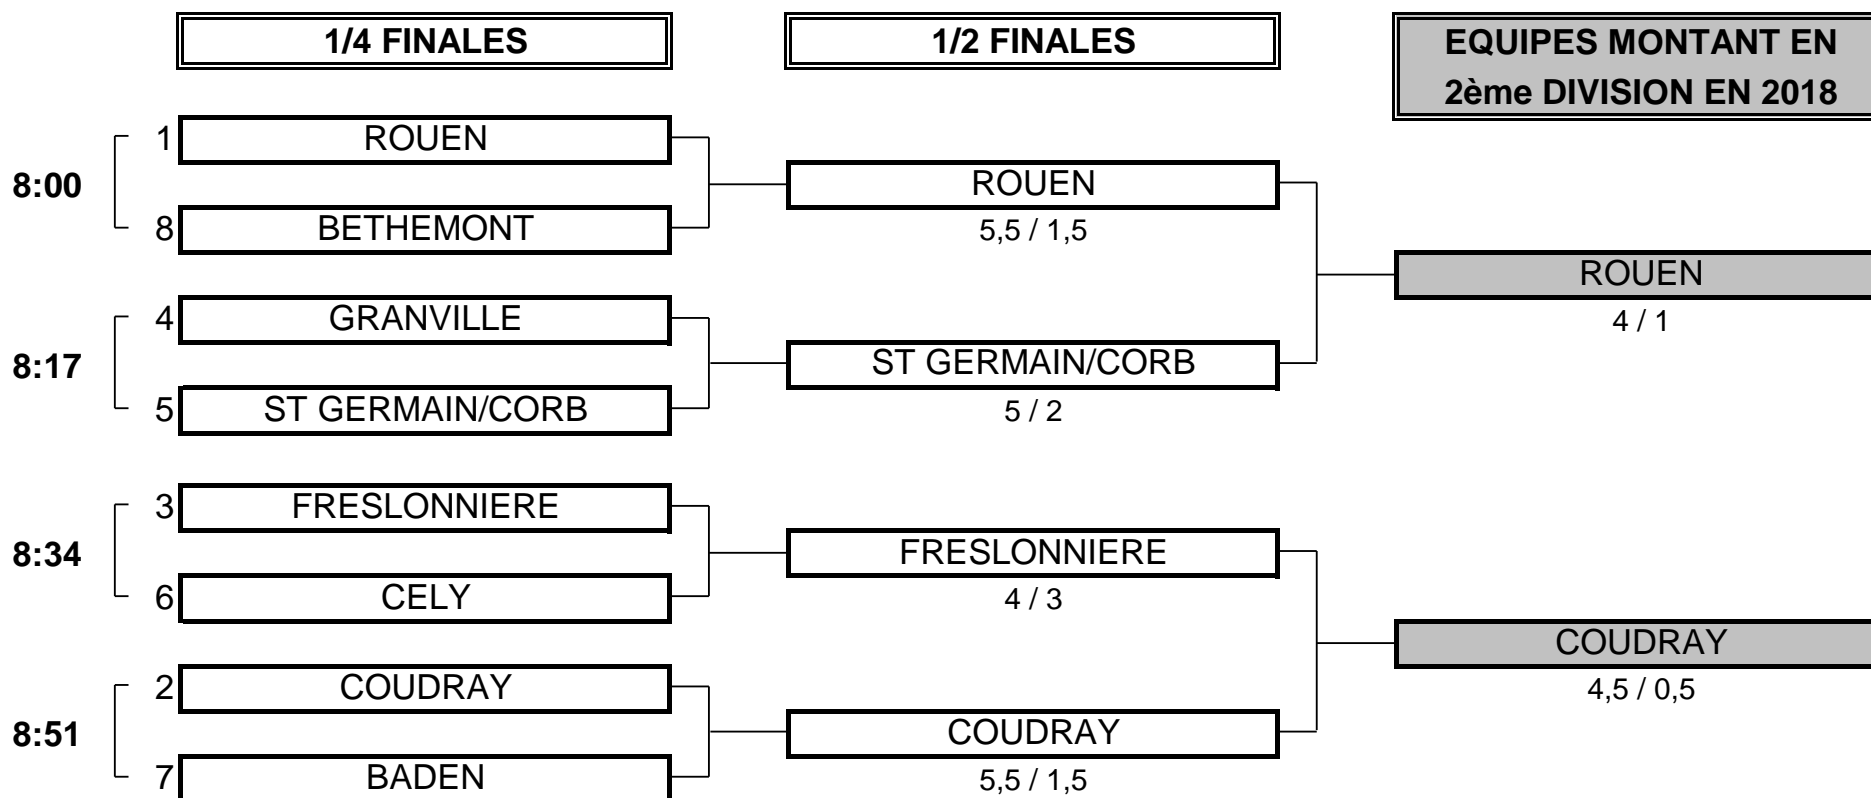 1/4 FINALES
1/2 FINALES
EQUIPES MONTANT EN
2ème DIVISION EN 2018
8:00
1 ROUEN
8 BETHEMONT
ROUEN
5,5 / 1,5
8:17
4 GRANVILLE
5 ST GERMAIN/CORB
ST GERMAIN/CORB
5 / 2
ROUEN
4 / 1
8:34
3 FRESLONNIERE
6 CELY
FRESLONNIERE
4 / 3
8:51
2 COUDRAY
7 BADEN
COUDRAY
5,5 / 1,5
COUDRAY
4,5 / 0,5